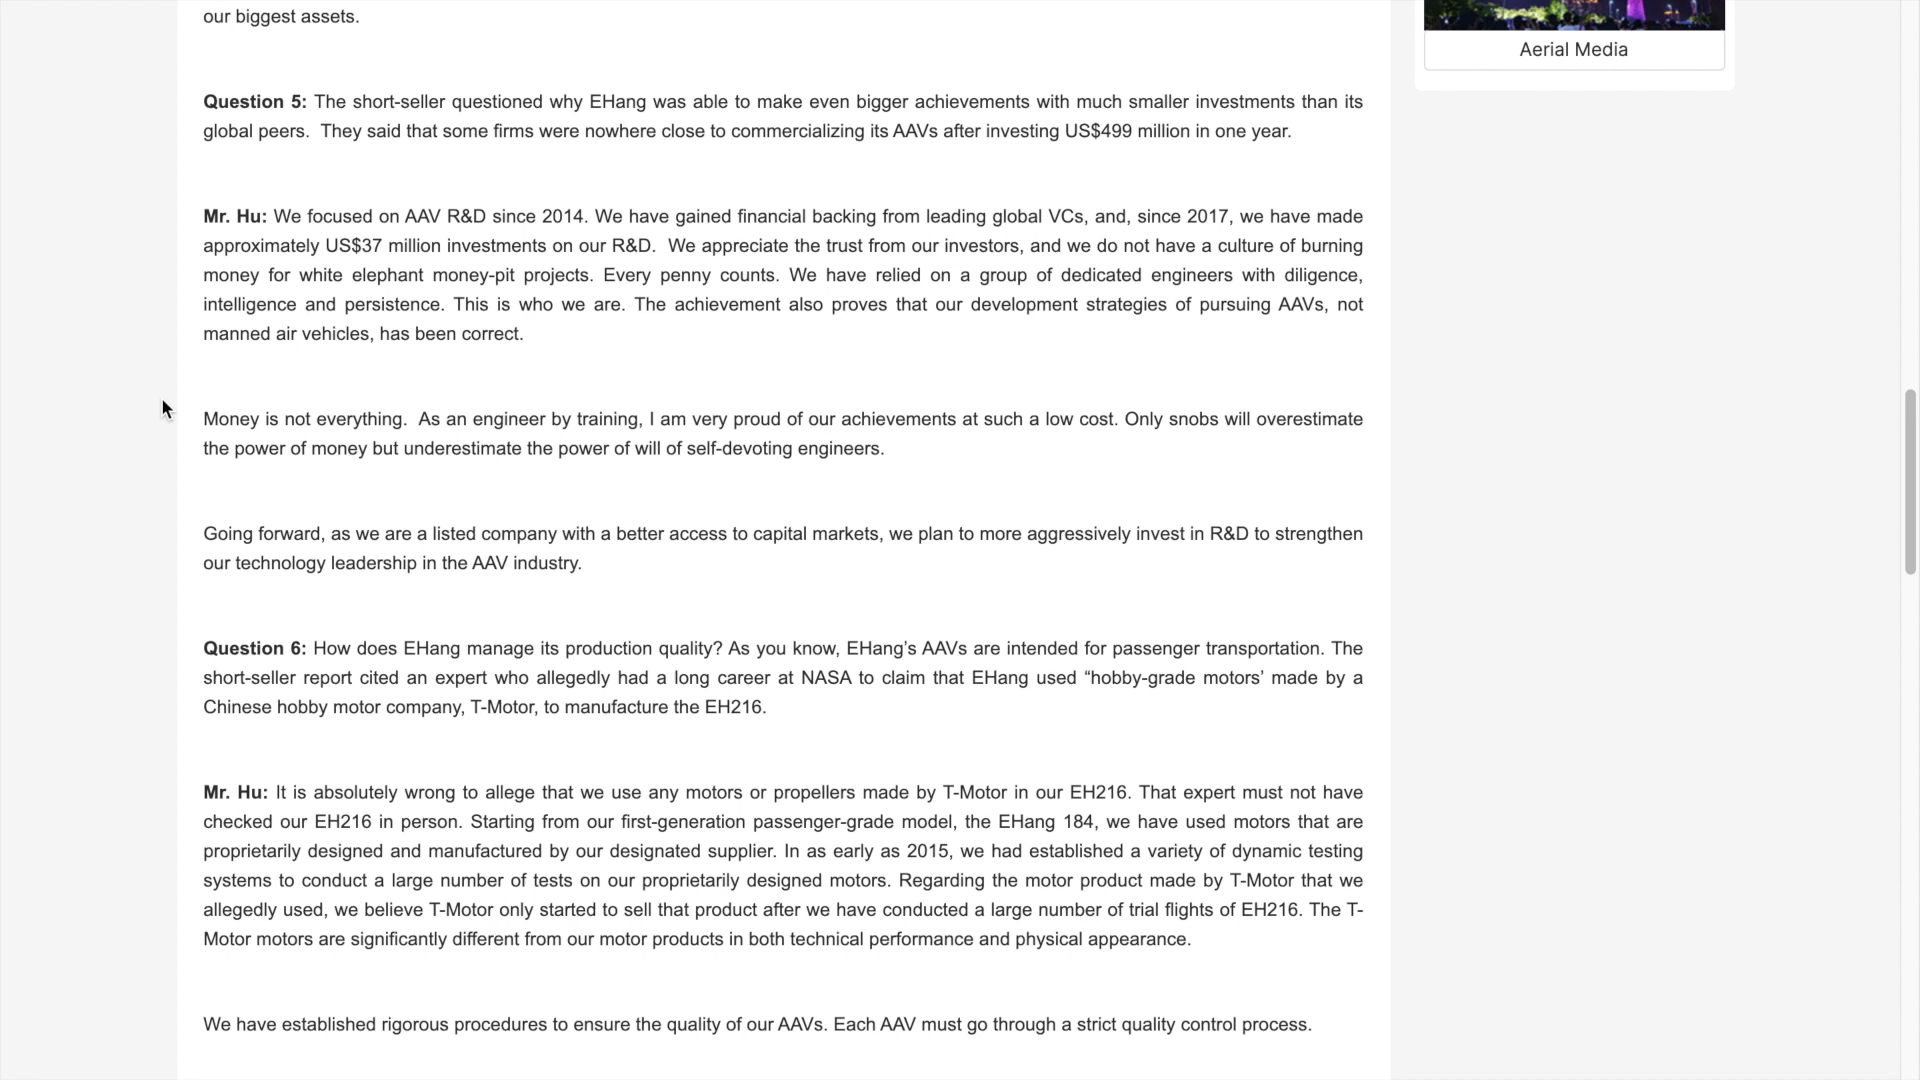 our biggest assets.
Aerial Media
Question 5: The short-seller questioned why EHang was able to make even bigger achievements with much smaller investments than its
global peers.  They said that some firms were nowhere close to commercializing its AAVs after investing US$499 million in one year.
Mr. Hu: We focused on AAV R&D since 2014. We have gained financial backing from leading global VCs, and, since 2017, we have made
approximately US$37 million investments on our R&D.  We appreciate the trust from our investors, and we do not have a culture of burning
money for white elephant money-pit projects. Every penny counts. We have relied on a group of dedicated engineers with diligence,
intelligence and persistence. This is who we are. The achievement also proves that our development strategies of pursuing AAVs, not
manned air vehicles, has been correct.
Money is not everything.  As an engineer by training, I am very proud of our achievements at such a low cost. Only snobs will overestimate
the power of money but underestimate the power of will of self-devoting engineers.
Going forward, as we are a listed company with a better access to capital markets, we plan to more aggressively invest in R&D to strengthen
our technology leadership in the AAV industry.
Question 6: How does EHang manage its production quality? As you know, EHang’s AAVs are intended for passenger transportation. The
short-seller report cited an expert who allegedly had a long career at NASA to claim that EHang used “hobby-grade motors’ made by a
Chinese hobby motor company, T-Motor, to manufacture the EH216.
Mr. Hu: It is absolutely wrong to allege that we use any motors or propellers made by T-Motor in our EH216. That expert must not have
checked our EH216 in person. Starting from our first-generation passenger-grade model, the EHang 184, we have used motors that are
proprietarily designed and manufactured by our designated supplier. In as early as 2015, we had established a variety of dynamic testing
systems to conduct a large number of tests on our proprietarily designed motors. Regarding the motor product made by T-Motor that we
allegedly used, we believe T-Motor only started to sell that product after we have conducted a large number of trial flights of EH216. The T-
Motor motors are significantly different from our motor products in both technical performance and physical appearance.
We have established rigorous procedures to ensure the quality of our AAVs. Each AAV must go through a strict quality control process.